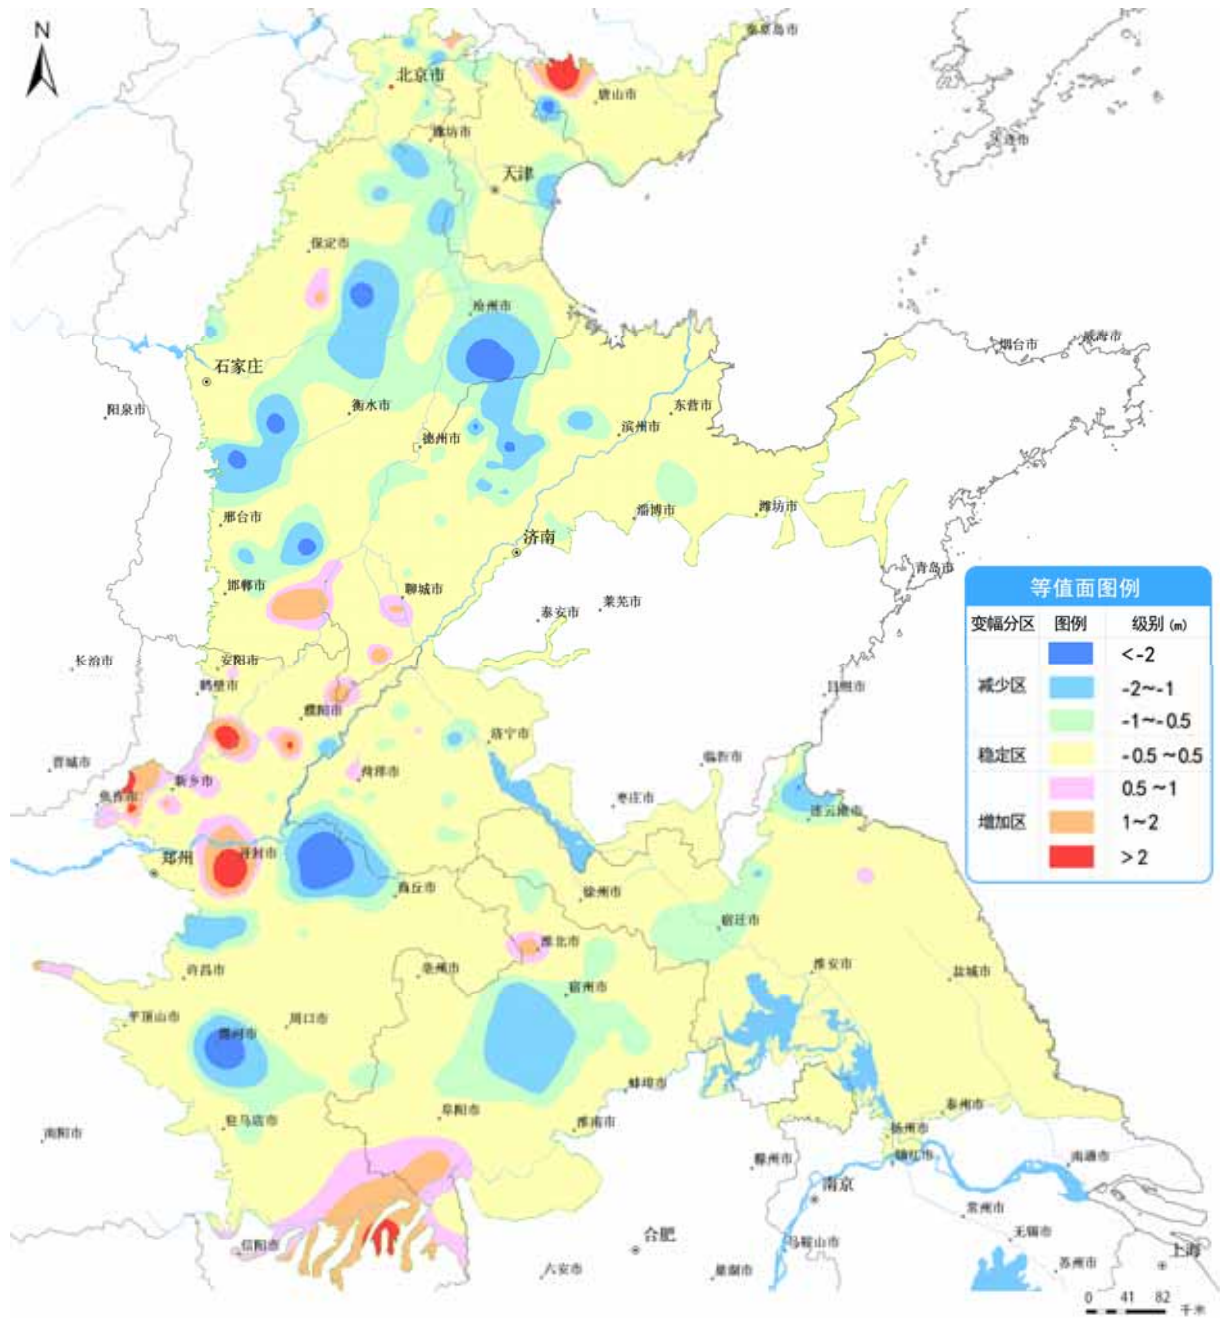 N
秦皇岛市
北京市
唐山市
廊坊市
天津
大连市
保定市
沧州市
石家庄
烟台市
威海市
阳泉市
衡水市
东营市
德州市
滨州市
邢台市
淄博市
潍坊市
济南
青岛市
邯郸市
聊城市
泰安市
莱芜市
长治市
安阳市
鹤壁市
日照市
濮阳市
济宁市
晋城市
新乡市
菏泽市
临沂市
焦作市
枣庄市
连云港市
郑州
开封市
商丘市
徐州市
宿迁市
淮北市
许昌市
亳州市
宿州市
淮安市
盐城市
平顶山市
周口市
漯河市
蚌埠市
驻马店市
阜阳市
淮南市
泰州市
南阳市
扬州市
滁州市
镇江市
南通市
南京
常州市
信阳市
合肥
马鞍山市
无锡市
上海
六安市
巢湖市
苏州市
等值面图例
变幅分区 图例 级别 (m)
<-2
减少区 -2~-1
-1~-0.5
稳定区 -0.5~0.5
0.5~1
增加区 1~2
>2
0 41 82
千米